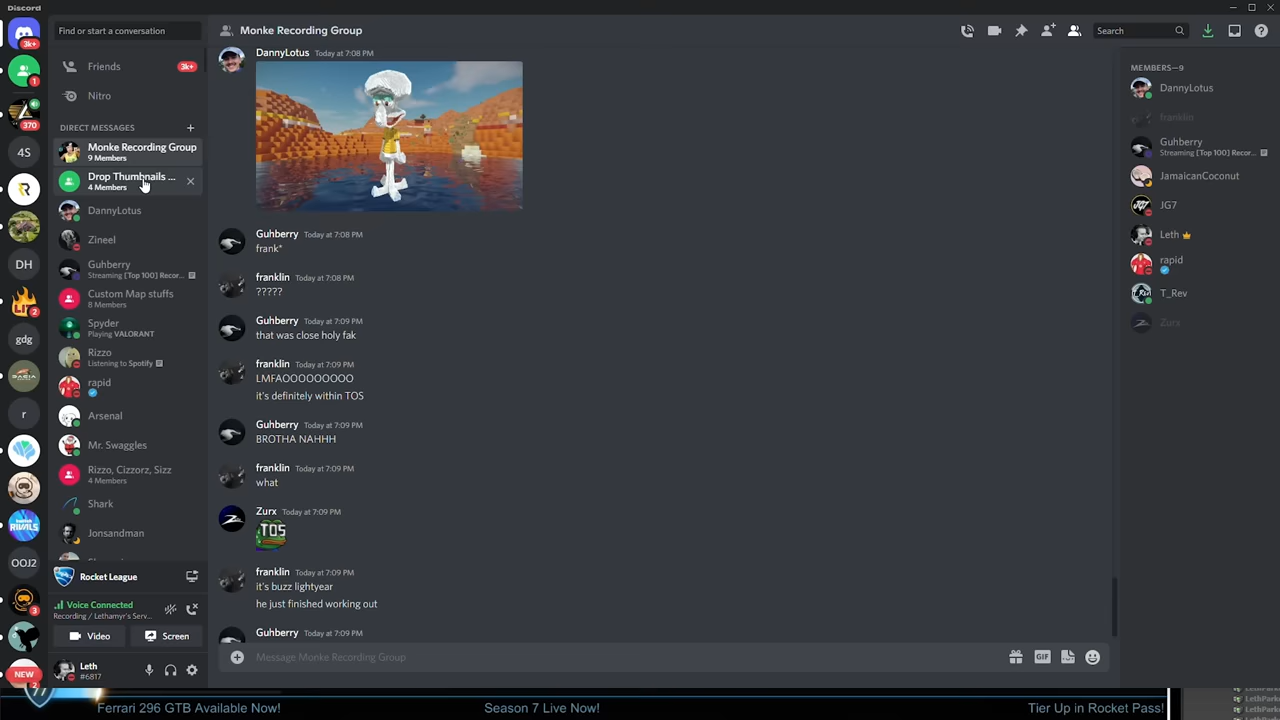 Discord
Find or start a conversation
Friends
3k+
Nitro
DIRECT MESSAGES
Monke Recording Group
9 Members
Drop Thumbnails ...
4 Members
DannyLotus
Zineel
Guhberry
Streaming [Top 100] Recor...
Custom Map stuffs
8 Members
Spyder
Playing VALORANT
Rizzo
Listening to Spotify
rapid
Arsenal
Mr. Swaggles
Rizzo, Cizzorz, Sizz
4 Members
Shark
Jonsandman
Rocket League
Voice Connected
Recording / Lethamyr's Serv...
Video
Screen
Leth
#6817
3k+
1
370
4S
DH
2
gdg
r
RIVALS
OOJ2
3
NEW
2
Monke Recording Group
Search
DannyLotus Today at 7:08 PM
Guhberry Today at 7:08 PM
frank*
franklin Today at 7:08 PM
?????
Guhberry Today at 7:09 PM
that was close holy fak
franklin Today at 7:09 PM
LMFAOOOOOOOOO
it's definitely within TOS
Guhberry Today at 7:09 PM
BROTHA NAHHH
franklin Today at 7:09 PM
what
Zurx Today at 7:09 PM
TOS
franklin Today at 7:09 PM
it's buzz lightyear
he just finished working out
Guhberry Today at 7:09 PM
Message Monke Recording Group
GIF
MEMBERS—9
DannyLotus
franklin
Guhberry
Streaming [Top 100] Recor...
JamaicanCoconut
JG7
Leth
rapid
T_Rev
Zurx
Ferrari 296 GTB Available Now!
Season 7 Live Now!
Tier Up in Rocket Pass!